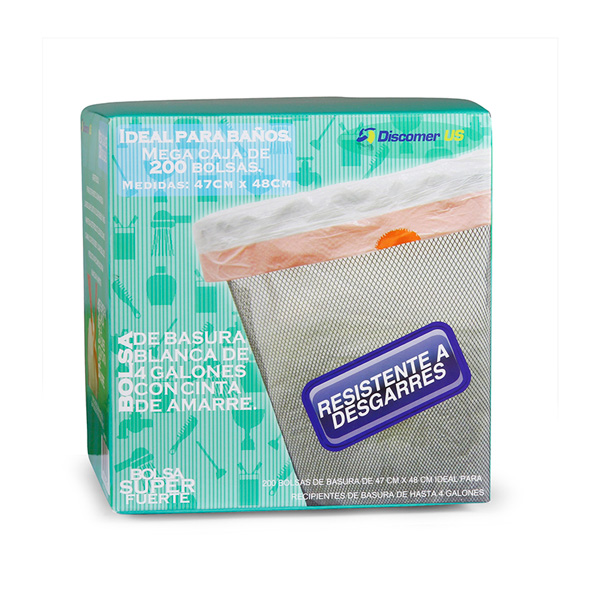 IDEAL PARA BAÑOS.
MEGA CAJA DE
200 BOLSAS.
MEDIDAS: 47CM X 48CM
Discomer US
BOLSA
DE BASURA
BLANCA DE
4 GALONES
CON CINTA
DE AMARRE.
RESISTENTE A
DESGARRES
BOLSA
SUPER
FUERTE
200 BOLSAS DE BASURA DE 47 CM X 48 CM IDEAL PARA
RECIPIENTES DE BASURA DE HASTA 4 GALONES